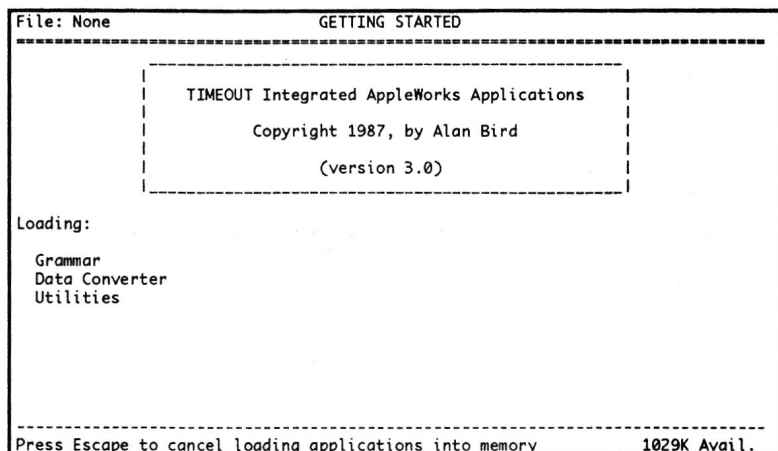 File: None GETTING STARTED
TIMEOUT Integrated AppleWorks Applications
Copyright 1987, by Alan Bird
(version 3.0)
Loading:
Grammar
Data Converter
Utilities
Press Escape to cancel loading applications into memory 1029K Avail.